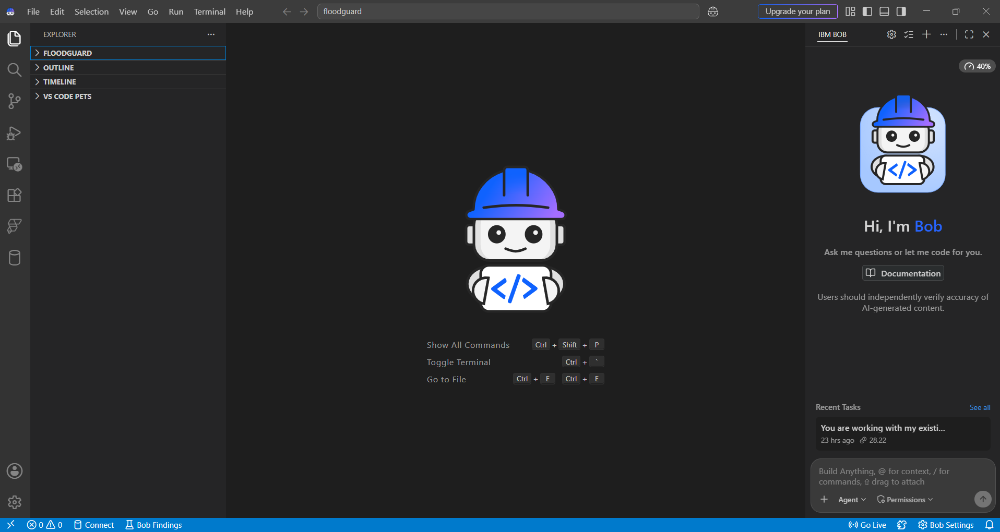 File Edit Selection View Go Run Terminal Help
floodguard
Upgrade your plan
EXPLORER
FLOODGUARD
OUTLINE
TIMELINE
VS CODE PETS
</>
Show All Commands Ctrl + Shift + P
Toggle Terminal Ctrl + `
Go to File Ctrl + E Ctrl + E
IBM BOB
40%
</>
Hi, I'm Bob
Ask me questions or let me code for you.
Documentation
Users should independently verify accuracy of
AI-generated content.
Recent Tasks See all
You are working with my existi...
23 hrs ago 28.22
Build Anything, @ for context, / for
commands, ⇧ drag to attach
Agent Permissions
0 0 Connect Bob Findings
Go Live Bob Settings